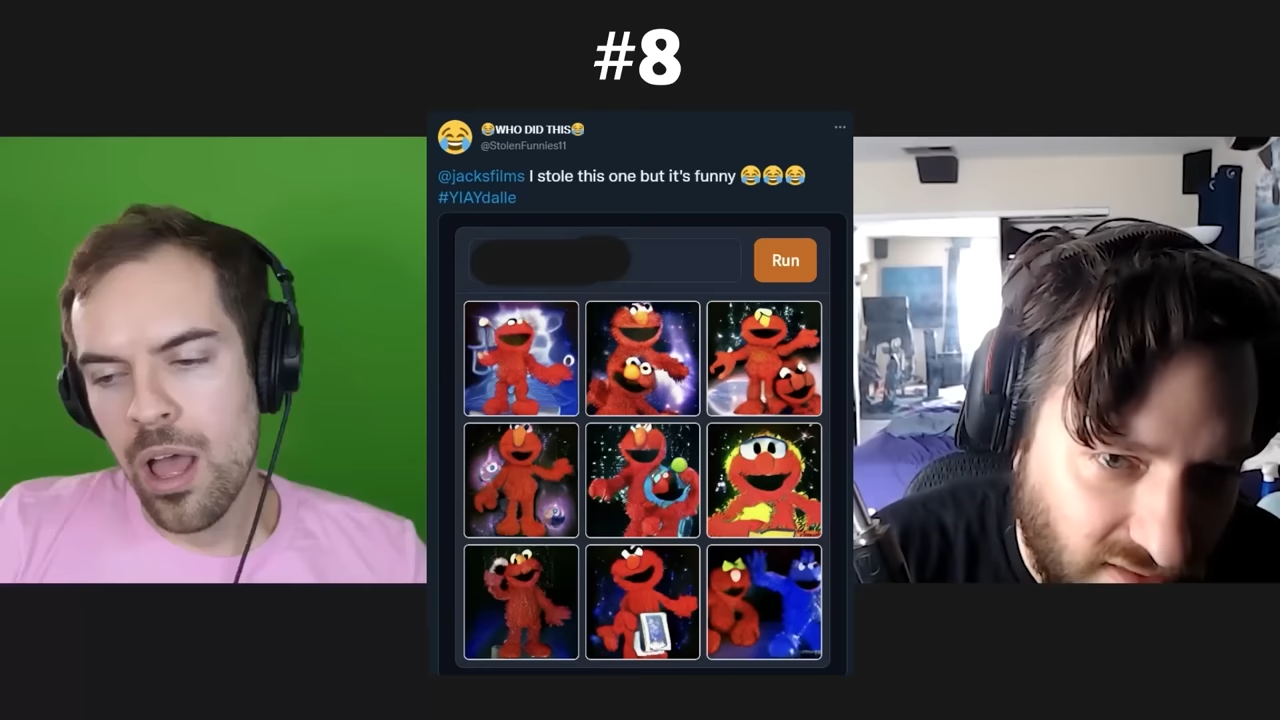 #8
😂WHO DID THIS😂
@StolenFunnies11
@jacksfilms I stole this one but it's funny 😂😂😂
#YIAYdalle
Run